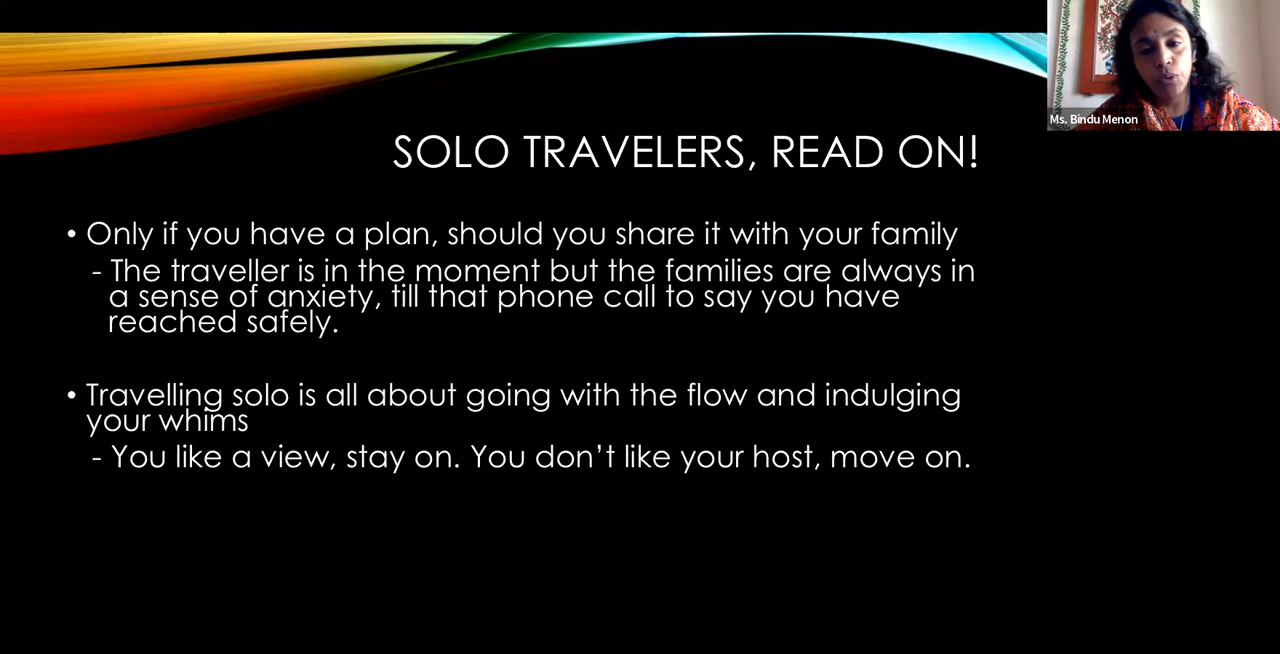 Ms. Bindu Menon
SOLO TRAVELERS, READ ON!
• Only if you have a plan, should you share it with your family
- The traveller is in the moment but the families are always in
a sense of anxiety, till that phone call to say you have
reached safely.
• Travelling solo is all about going with the flow and indulging
your whims
- You like a view, stay on. You don’t like your host, move on.